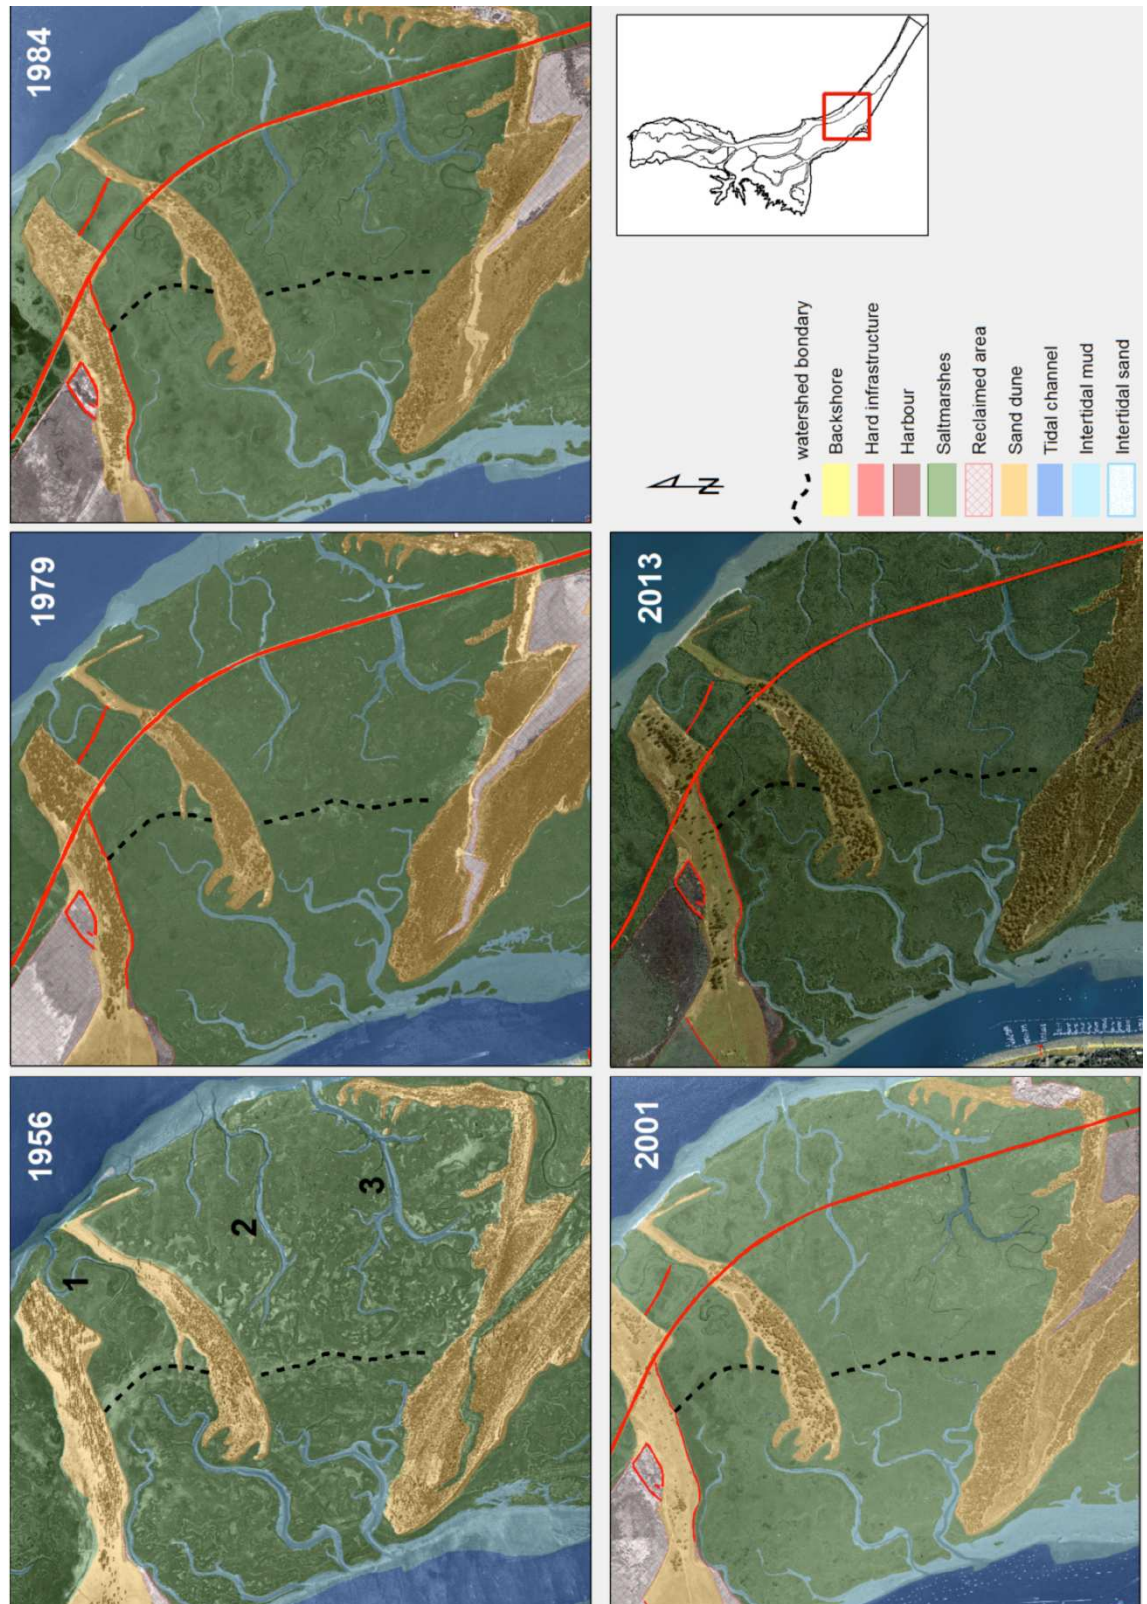 1956
1
2
3
1979
1984
2001
2013
N
watershed bondary
Backshore
Hard infrastructure
Harbour
Saltmarshes
Reclaimed area
Sand dune
Tidal channel
Intertidal mud
Intertidal sand